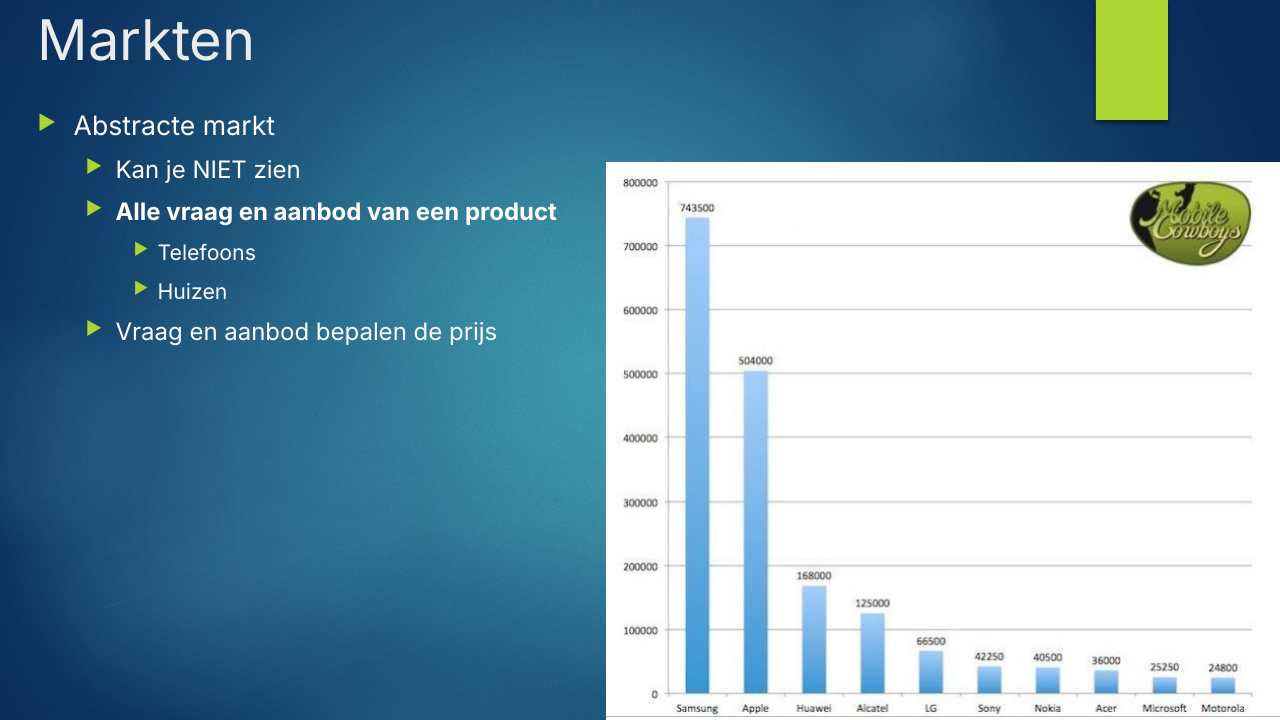 Markten
Abstracte markt
Kan je NIET zien
Alle vraag en aanbod van een product
Telefoons
Huizen
Vraag en aanbod bepalen de prijs
Mobile
Cowboys
800000
700000
600000
500000
400000
300000
200000
100000
0
743500
504000
168000
125000
66500
42250
40500
36000
25250
24800
Samsung Apple Huawei Alcatel LG Sony Nokia Acer Microsoft Motorola